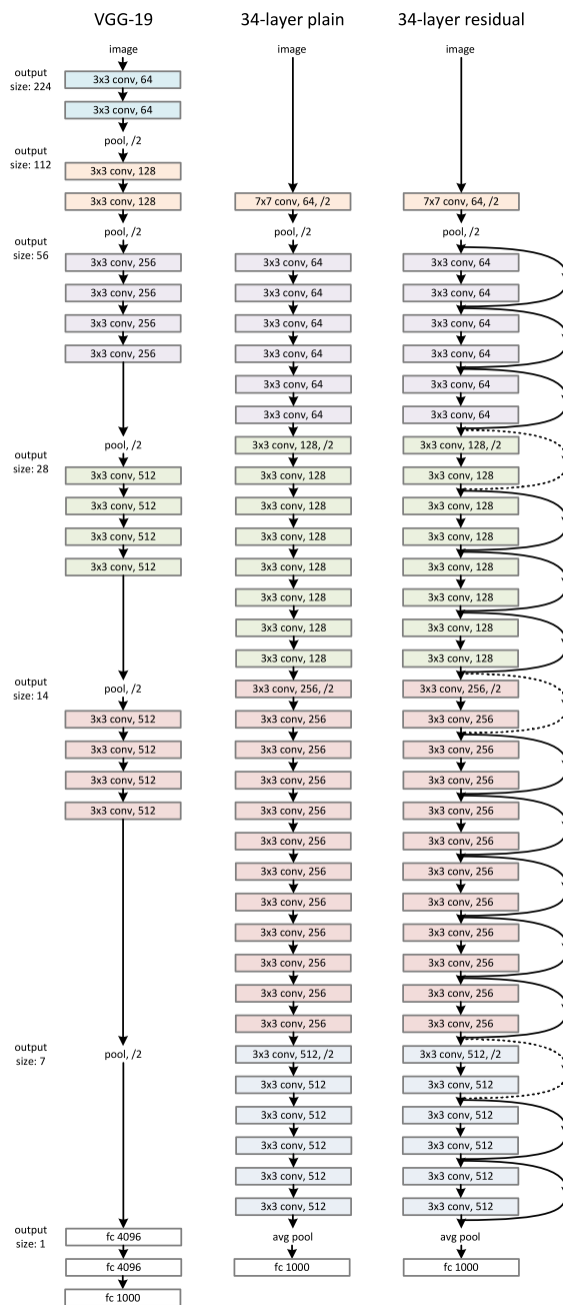 output
size: 224
output
size: 112
output
size: 56
output
size: 28
output
size: 14
output
size: 7
output
size: 1
VGG-19
image
3x3 conv, 64
3x3 conv, 64
pool, /2
3x3 conv, 128
3x3 conv, 128
pool, /2
3x3 conv, 256
3x3 conv, 256
3x3 conv, 256
3x3 conv, 256
pool, /2
3x3 conv, 512
3x3 conv, 512
3x3 conv, 512
3x3 conv, 512
pool, /2
3x3 conv, 512
3x3 conv, 512
3x3 conv, 512
3x3 conv, 512
pool, /2
fc 4096
fc 4096
fc 1000
34-layer plain
image
7x7 conv, 64, /2
pool, /2
3x3 conv, 64
3x3 conv, 64
3x3 conv, 64
3x3 conv, 64
3x3 conv, 64
3x3 conv, 64
3x3 conv, 128, /2
3x3 conv, 128
3x3 conv, 128
3x3 conv, 128
3x3 conv, 128
3x3 conv, 128
3x3 conv, 128
3x3 conv, 128
3x3 conv, 256, /2
3x3 conv, 256
3x3 conv, 256
3x3 conv, 256
3x3 conv, 256
3x3 conv, 256
3x3 conv, 256
3x3 conv, 256
3x3 conv, 256
3x3 conv, 256
3x3 conv, 256
3x3 conv, 256
3x3 conv, 512, /2
3x3 conv, 512
3x3 conv, 512
3x3 conv, 512
3x3 conv, 512
3x3 conv, 512
avg pool
fc 1000
34-layer residual
image
7x7 conv, 64, /2
pool, /2
3x3 conv, 64
3x3 conv, 64
3x3 conv, 64
3x3 conv, 64
3x3 conv, 64
3x3 conv, 64
3x3 conv, 128, /2
3x3 conv, 128
3x3 conv, 128
3x3 conv, 128
3x3 conv, 128
3x3 conv, 128
3x3 conv, 128
3x3 conv, 128
3x3 conv, 256, /2
3x3 conv, 256
3x3 conv, 256
3x3 conv, 256
3x3 conv, 256
3x3 conv, 256
3x3 conv, 256
3x3 conv, 256
3x3 conv, 256
3x3 conv, 256
3x3 conv, 256
3x3 conv, 256
3x3 conv, 512, /2
3x3 conv, 512
3x3 conv, 512
3x3 conv, 512
3x3 conv, 512
3x3 conv, 512
avg pool
fc 1000